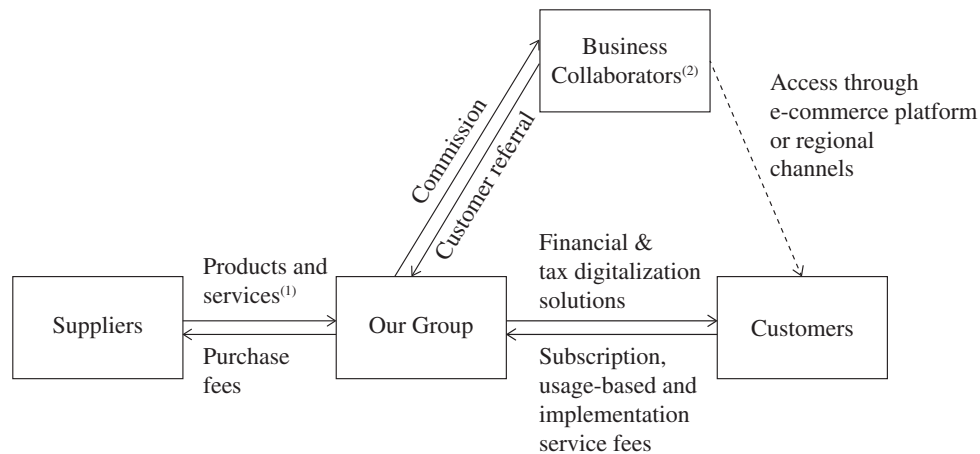 Business
Collaborators(2)
Access through
e-commerce platform
or regional
channels
Commission
Customer referral
Products and
services(1)
Financial &
tax digitalization
solutions
Suppliers
Our Group
Customers
Purchase
fees
Subscription,
usage-based and
implementation
service fees